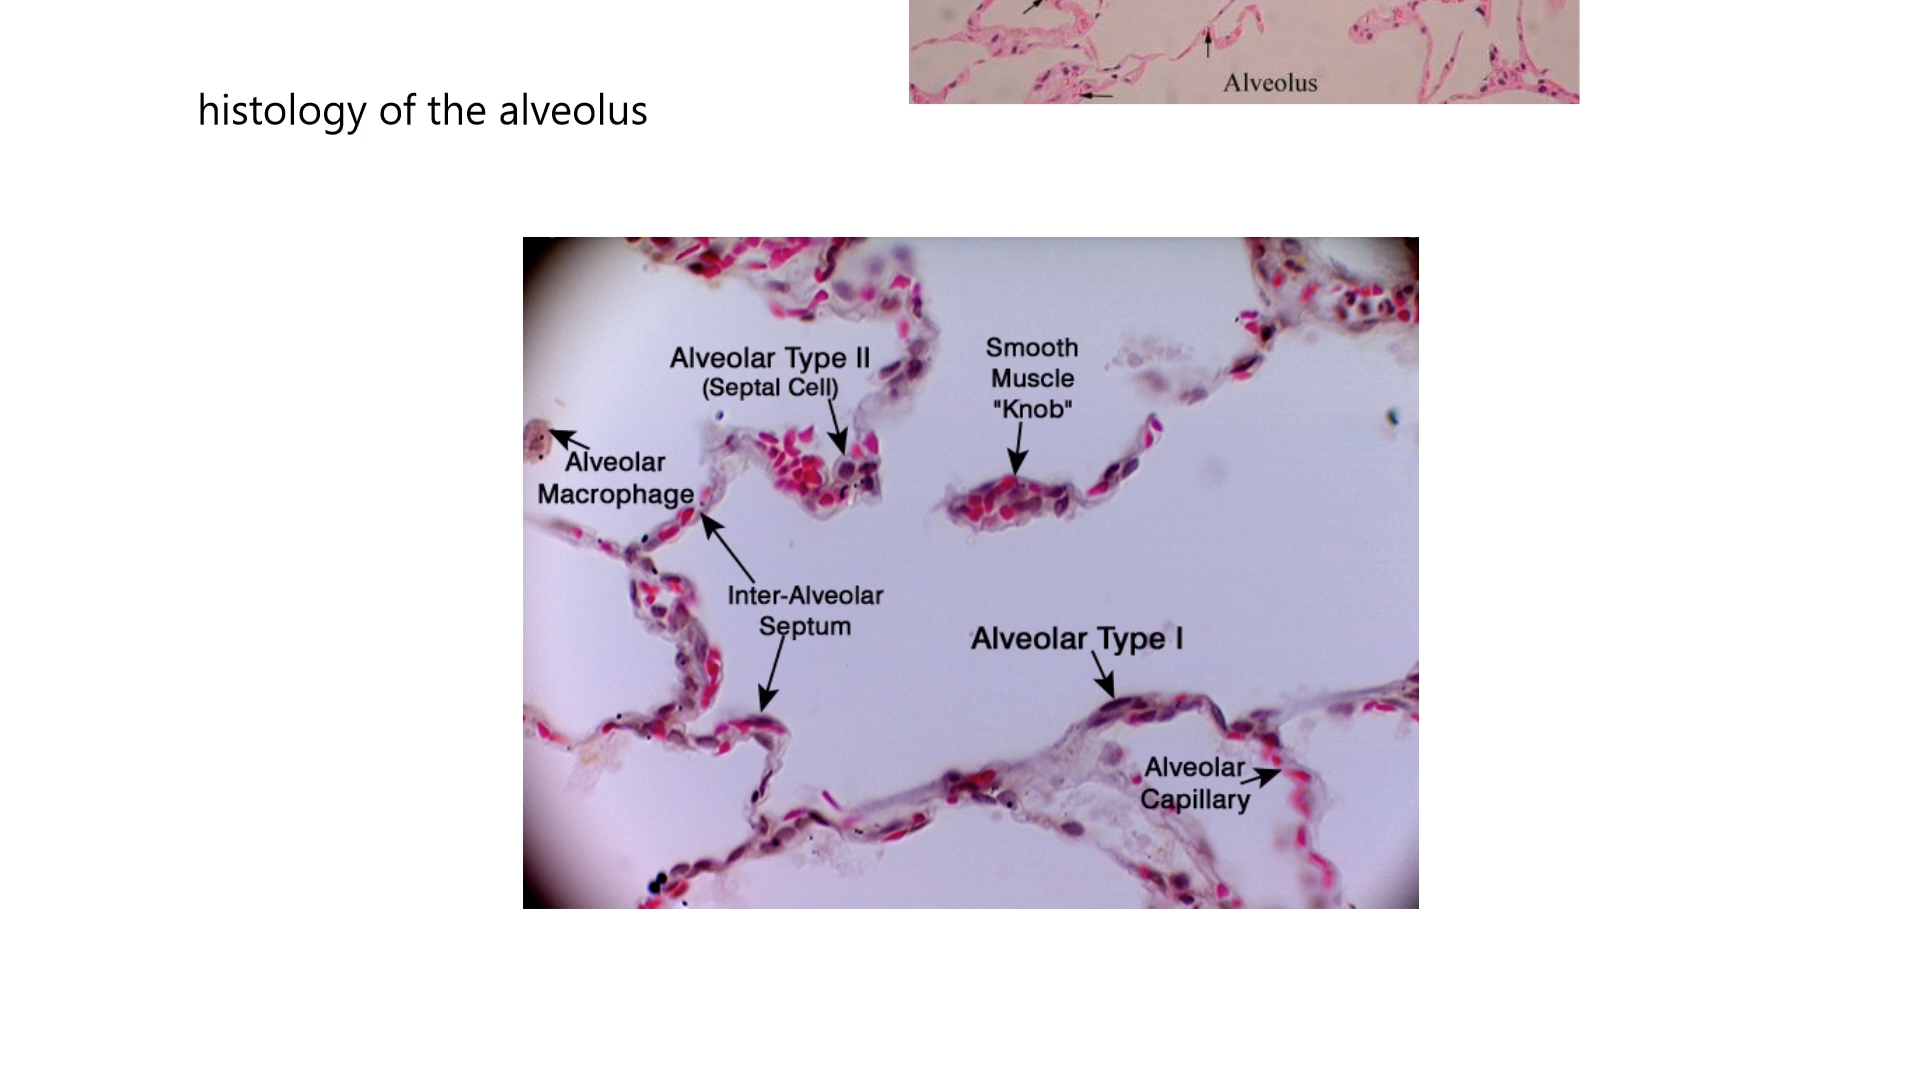 Alveolus
histology of the alveolus
Alveolar Type II
(Septal Cell)
Smooth
Muscle
"Knob"
Alveolar
Macrophage
Inter-Alveolar
Septum
Alveolar Type I
Alveolar
Capillary